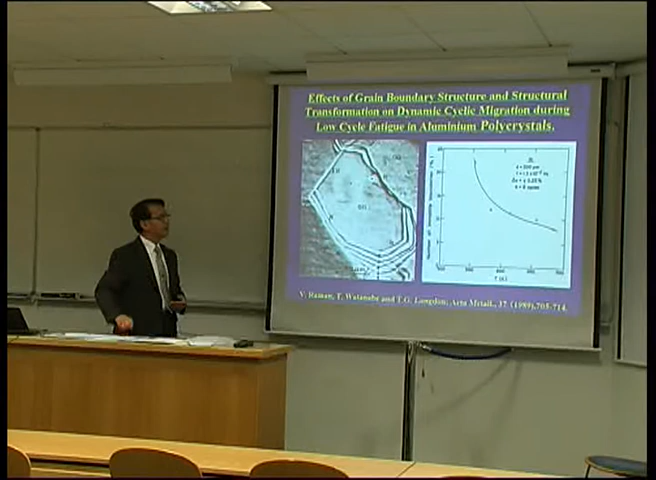 Effects of Grain Boundary Structure and Structural
Transformation on Dynamic Cyclic Migration during
Low Cycle Fatigue in Aluminium Polycrystals.
V. Raman, T. Watanabe and T.G. Langdon; Acta Metall., 37 (1989),705-714.